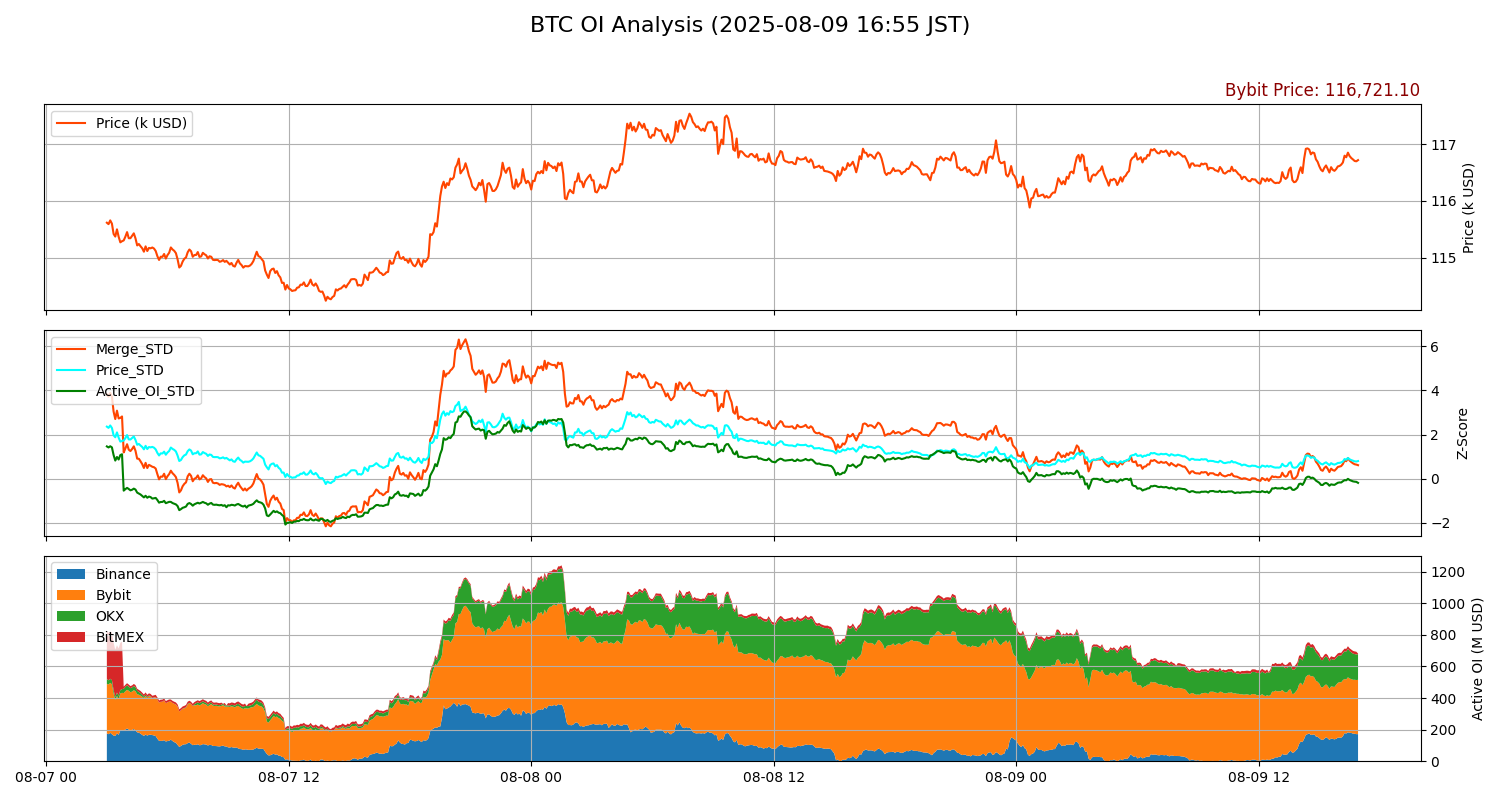 BTC OI Analysis (2025-08-09 16:55 JST)
Bybit Price: 116,721.10
Price (k USD)
117
116
115
Price (k USD)
Merge_STD
Price_STD
Active_OI_STD
6
4
2
0
−2
Z-Score
Binance
Bybit
OKX
BitMEX
1200
1000
800
600
400
200
0
Active OI (M USD)
08-07 00
08-07 12
08-08 00
08-08 12
08-09 00
08-09 12